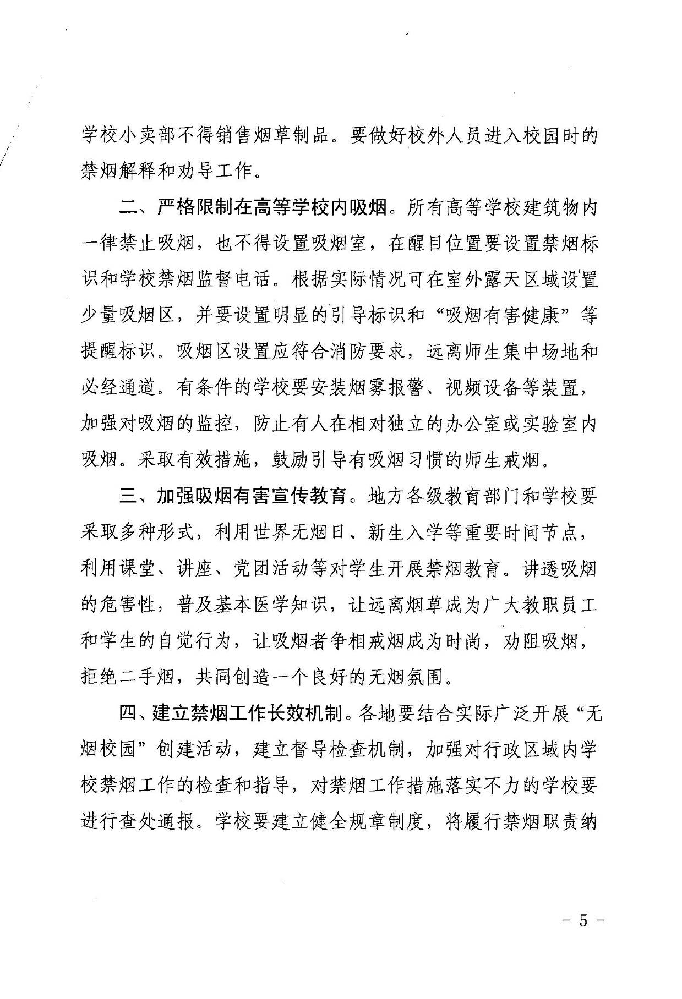 学校小卖部不得销售烟草制品。要做好校外人员进入校园时的
禁烟解释和劝导工作。
二、严格限制在高等学校内吸烟。所有高等学校建筑物内
一律禁止吸烟，也不得设置吸烟室，在醒目位置要设置禁烟标
识和学校禁烟监督电话。根据实际情况可在室外露天区域设置
少量吸烟区，并要设置明显的引导标识和“吸烟有害健康”等
提醒标识。吸烟区设置应符合消防要求，远离师生集中场地和
必经通道。有条件的学校要安装烟雾报警、视频设备等装置，
加强对吸烟的监控，防止有人在相对独立的办公室或实验室内
吸烟。采取有效措施，鼓励引导有吸烟习惯的师生戒烟。
三、加强吸烟有害宣传教育。地方各级教育部门和学校要
采取多种形式，利用世界无烟日、新生入学等重要时间节点，
利用课堂、讲座、党团活动等对学生开展禁烟教育。讲透吸烟
的危害性，普及基本医学知识，让远离烟草成为广大教职员工
和学生的自觉行为，让吸烟者争相戒烟成为时尚，劝阻吸烟，
拒绝二手烟，共同创造一个良好的无烟氛围。
四、建立禁烟工作长效机制。各地要结合实际广泛开展“无
烟校园”创建活动，建立督导检查机制，加强对行政区域内学
校禁烟工作的检查和指导，对禁烟工作措施落实不力的学校要
进行查处通报。学校要建立健全规章制度，将履行禁烟职责纳
- 5 -